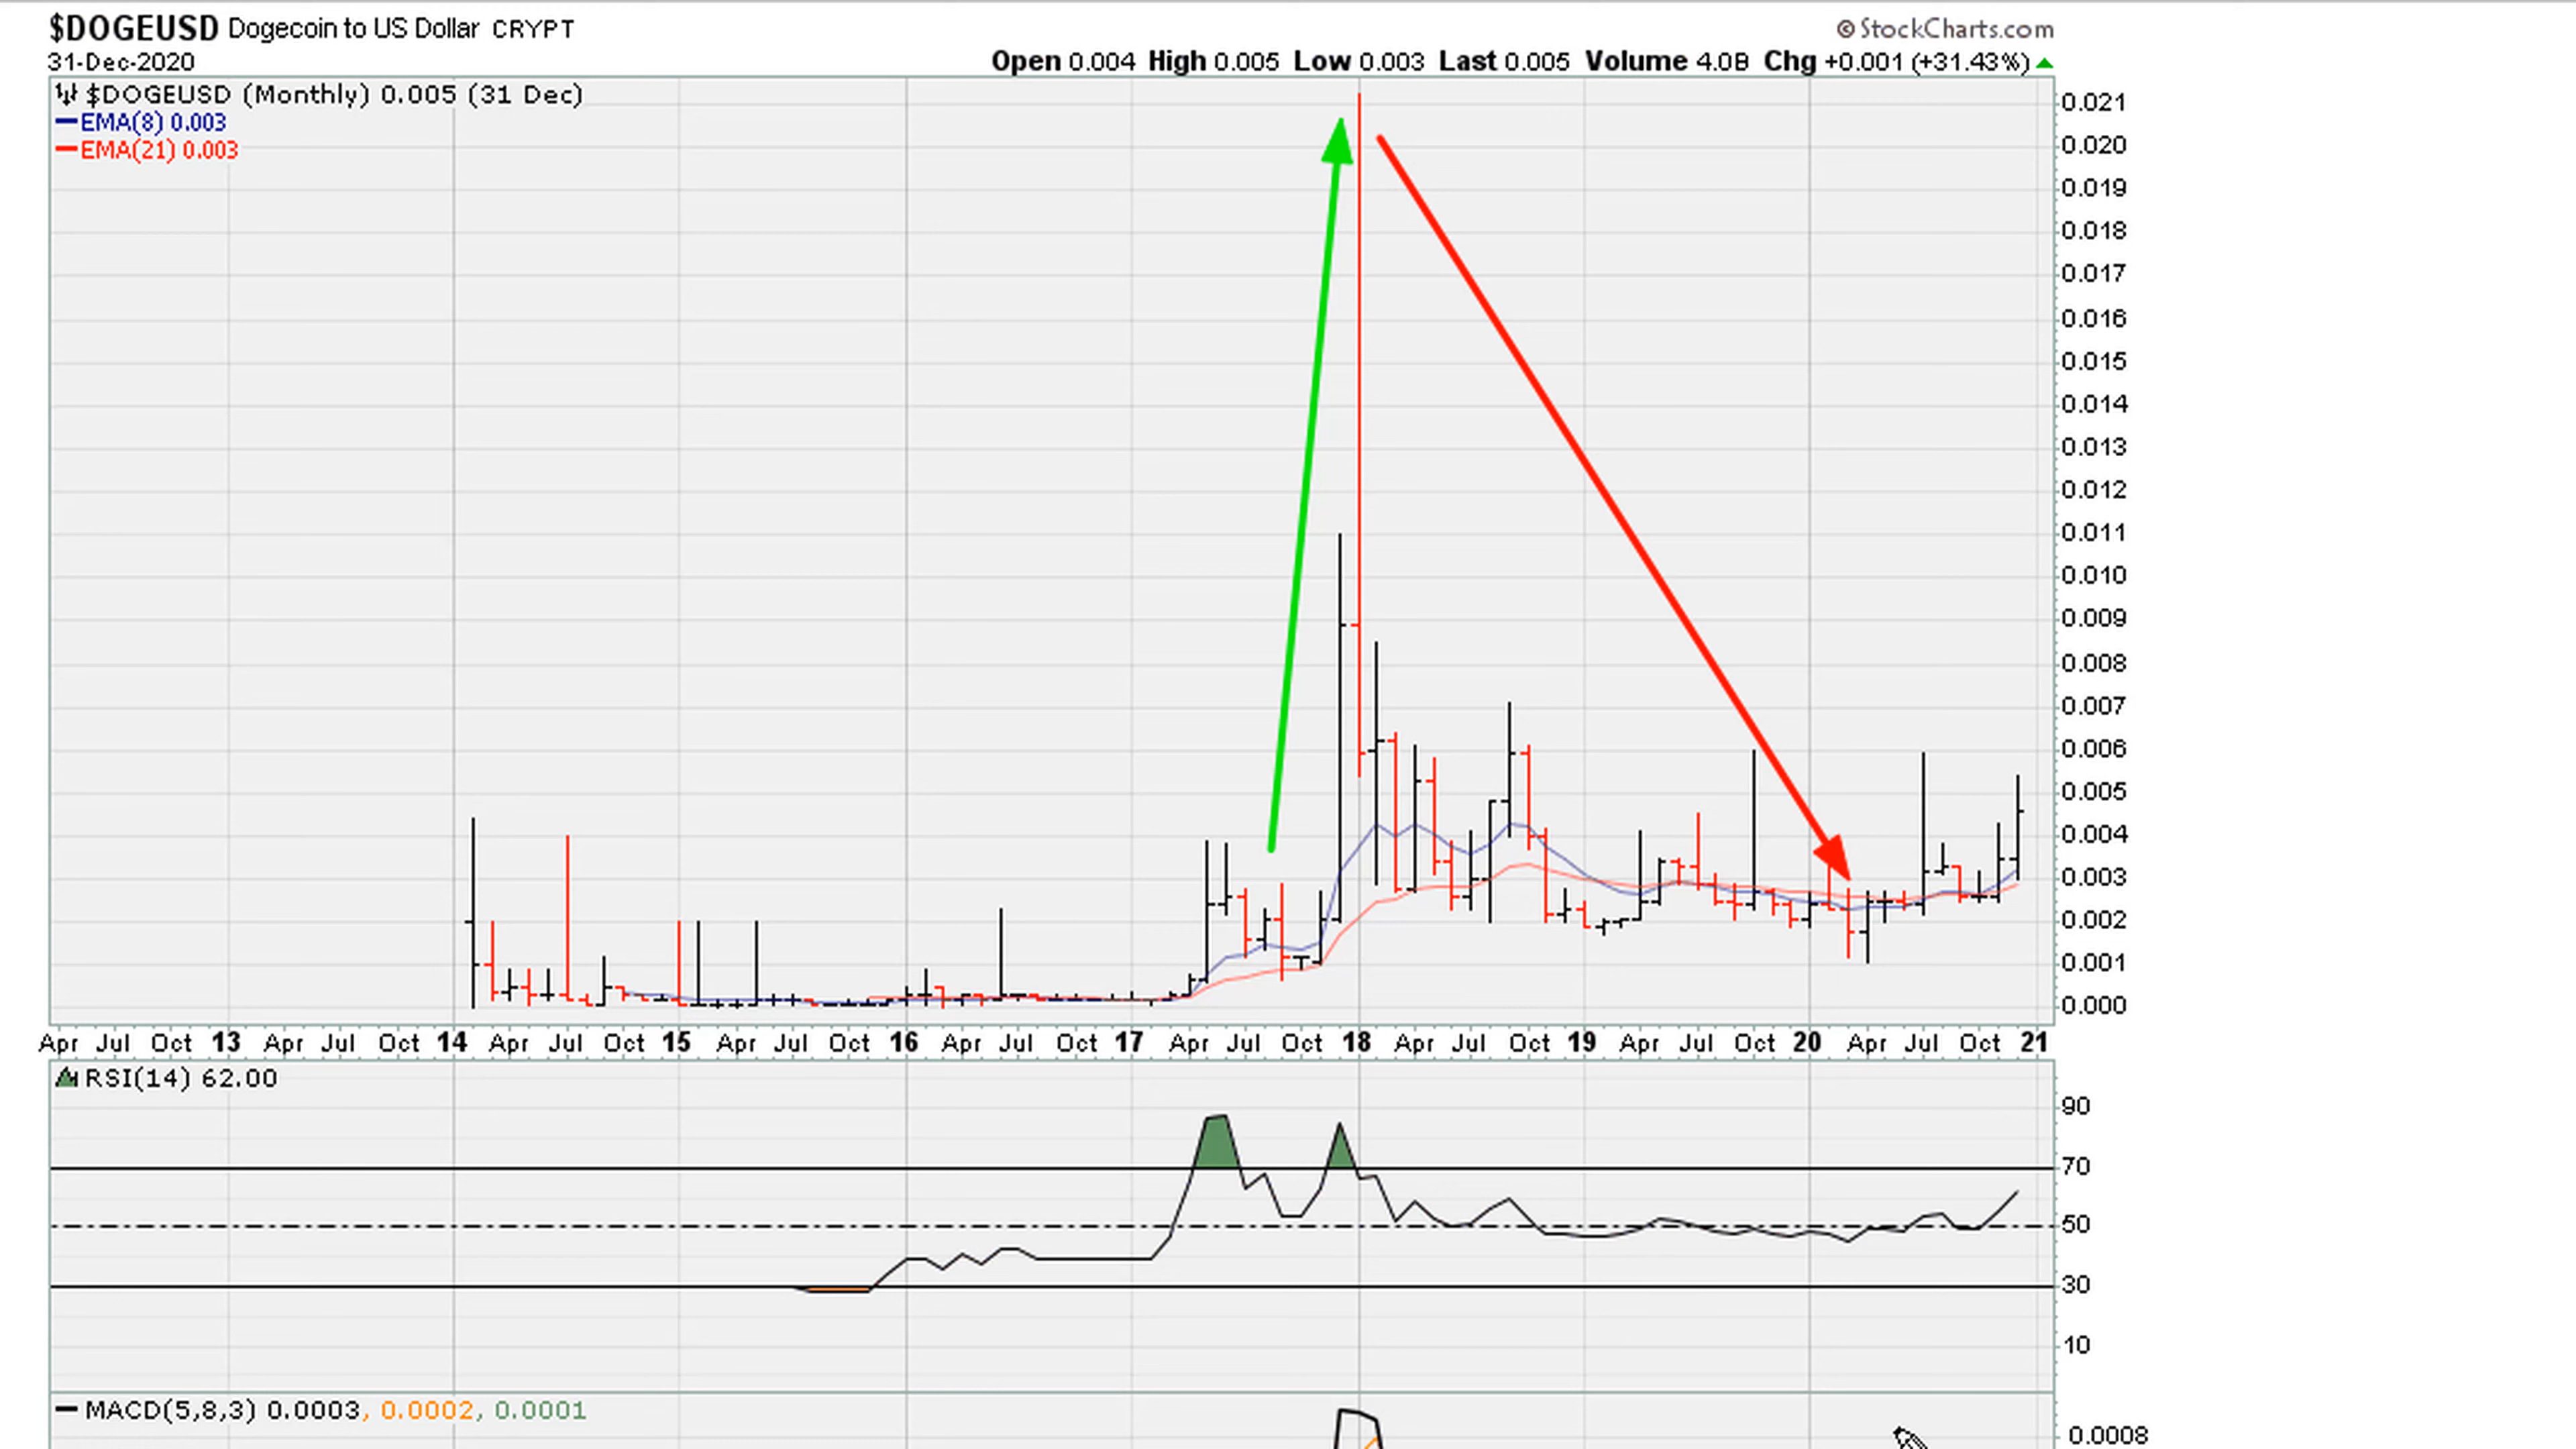 $DOGEUSD Dogecoin to US Dollar CRYPT
© StockCharts.com
31-Dec-2020
Open 0.004 High 0.005 Low 0.003 Last 0.005 Volume 4.0B Chg +0.001 (+31.43%)
$DOGEUSD (Monthly) 0.005 (31 Dec)
EMA(8) 0.003
EMA(21) 0.003
0.021
0.020
0.019
0.018
0.017
0.016
0.015
0.014
0.013
0.012
0.011
0.010
0.009
0.008
0.007
0.006
0.005
0.004
0.003
0.002
0.001
0.000
Apr Jul Oct 13 Apr Jul Oct 14 Apr Jul Oct 15 Apr Jul Oct 16 Apr Jul Oct 17 Apr Jul Oct 18 Apr Jul Oct 19 Apr Jul Oct 20 Apr Jul Oct 21
RSI(14) 62.00
90
70
50
30
10
MACD(5,8,3) 0.0003, 0.0002, 0.0001
0.0008